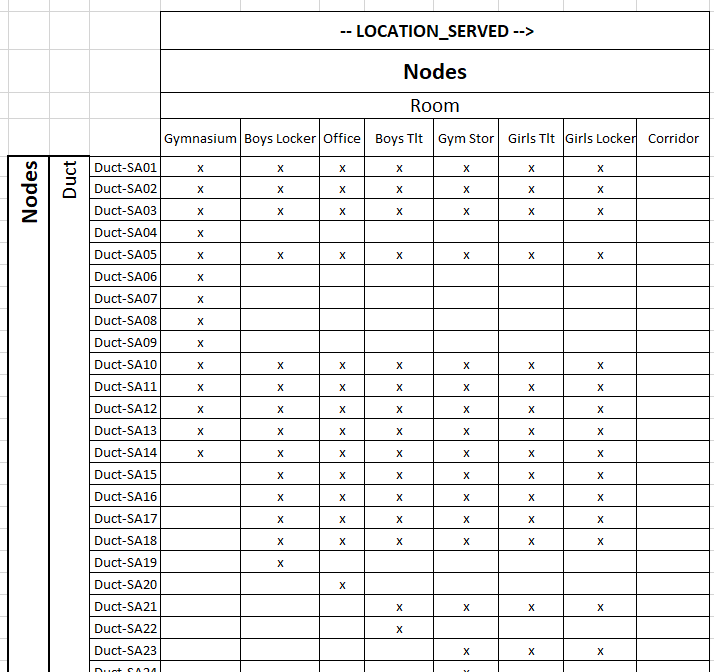 -- LOCATION_SERVED -->
Nodes
Room
Gymnasium Boys Locker Office Boys Tlt Gym Stor Girls Tlt Girls Locker Corridor
Nodes Duct Duct-SA01 x x x x x x x
Duct-SA02 x x x x x x x
Duct-SA03 x x x x x x x
Duct-SA04 x
Duct-SA05 x x x x x x x
Duct-SA06 x
Duct-SA07 x
Duct-SA08 x
Duct-SA09 x
Duct-SA10 x x x x x x x
Duct-SA11 x x x x x x x
Duct-SA12 x x x x x x x
Duct-SA13 x x x x x x x
Duct-SA14 x x x x x x x
Duct-SA15 x x x x x x
Duct-SA16 x x x x x x
Duct-SA17 x x x x x x
Duct-SA18 x x x x x x
Duct-SA19 x
Duct-SA20 x
Duct-SA21 x x x x
Duct-SA22 x
Duct-SA23 x x x
Duct-SA24 x